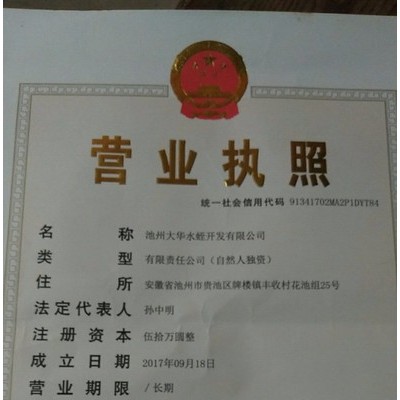 营业执照
统一社会信用代码 91341702MA2P1DYT84
名称 池州大华水蛭开发有限公司
类型 有限责任公司（自然人独资）
住所 安徽省池州市贵池区牌楼镇丰收村花池组25号
法定代表人 孙中明
注册资本 伍拾万圆整
成立日期 2017年09月18日
营业期限 /长期